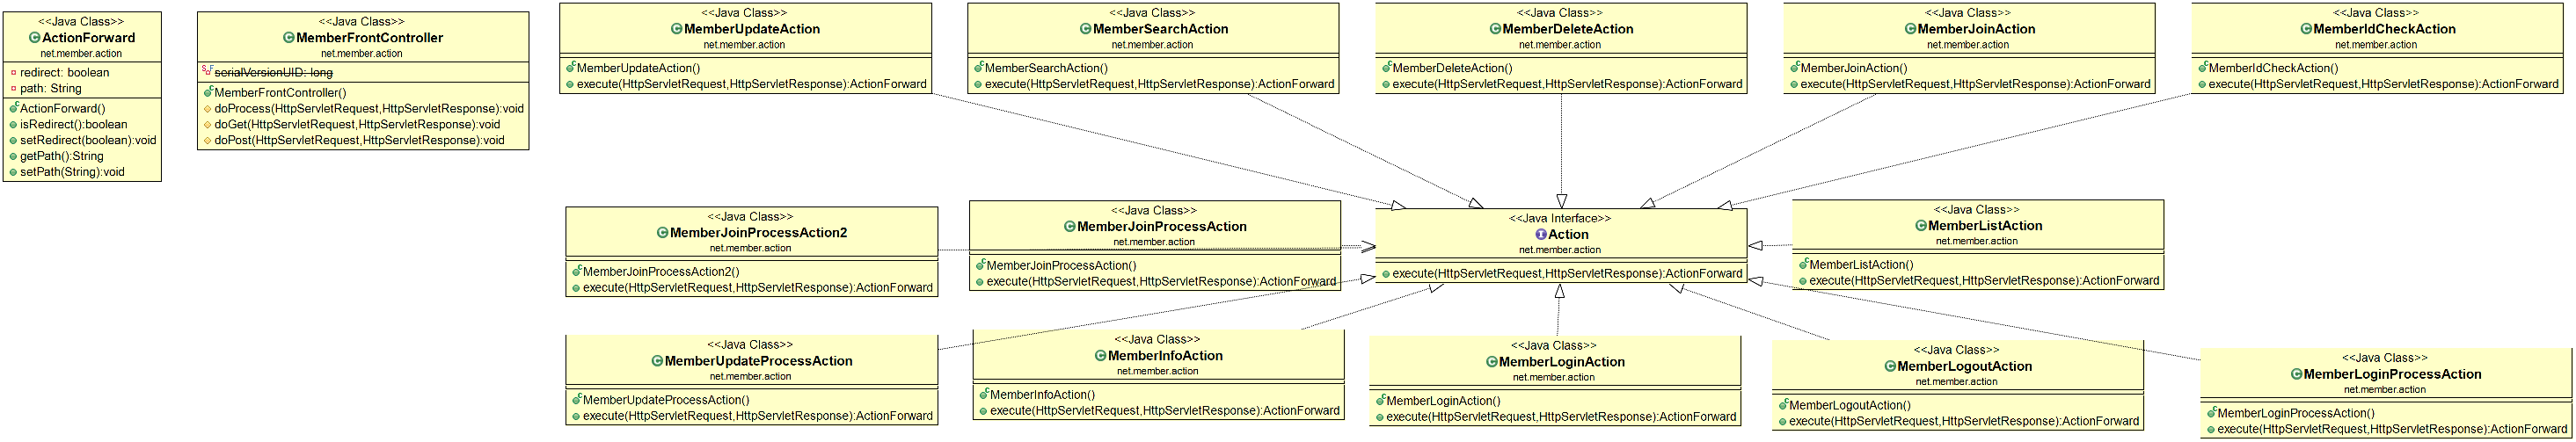 <<Java Class>>
ActionForward
net.member.action
redirect: boolean
path: String
ActionForward()
isRedirect():boolean
setRedirect(boolean):void
getPath():String
setPath(String):void
<<Java Class>>
MemberFrontController
net.member.action
serialVersionUID: long
MemberFrontController()
doProcess(HttpServletRequest,HttpServletResponse):void
doGet(HttpServletRequest,HttpServletResponse):void
doPost(HttpServletRequest,HttpServletResponse):void
<<Java Class>>
MemberUpdateAction
net.member.action
MemberUpdateAction()
execute(HttpServletRequest,HttpServletResponse):ActionForward
<<Java Class>>
MemberSearchAction
net.member.action
MemberSearchAction()
execute(HttpServletRequest,HttpServletResponse):ActionForward
<<Java Class>>
MemberDeleteAction
net.member.action
MemberDeleteAction()
execute(HttpServletRequest,HttpServletResponse):ActionForward
<<Java Class>>
MemberJoinAction
net.member.action
MemberJoinAction()
execute(HttpServletRequest,HttpServletResponse):ActionForward
<<Java Class>>
MemberIdCheckAction
net.member.action
MemberIdCheckAction()
execute(HttpServletRequest,HttpServletResponse):ActionForward
<<Java Class>>
MemberJoinProcessAction2
net.member.action
MemberJoinProcessAction2()
execute(HttpServletRequest,HttpServletResponse):ActionForward
<<Java Class>>
MemberJoinProcessAction
net.member.action
MemberJoinProcessAction()
execute(HttpServletRequest,HttpServletResponse):ActionForward
<<Java Interface>>
Action
net.member.action
execute(HttpServletRequest,HttpServletResponse):ActionForward
<<Java Class>>
MemberListAction
net.member.action
MemberListAction()
execute(HttpServletRequest,HttpServletResponse):ActionForward
<<Java Class>>
MemberUpdateProcessAction
net.member.action
MemberUpdateProcessAction()
execute(HttpServletRequest,HttpServletResponse):ActionForward
<<Java Class>>
MemberInfoAction
net.member.action
MemberInfoAction()
execute(HttpServletRequest,HttpServletResponse):ActionForward
<<Java Class>>
MemberLoginAction
net.member.action
MemberLoginAction()
execute(HttpServletRequest,HttpServletResponse):ActionForward
<<Java Class>>
MemberLogoutAction
net.member.action
MemberLogoutAction()
execute(HttpServletRequest,HttpServletResponse):ActionForward
<<Java Class>>
MemberLoginProcessAction
net.member.action
MemberLoginProcessAction()
execute(HttpServletRequest,HttpServletResponse):ActionForward